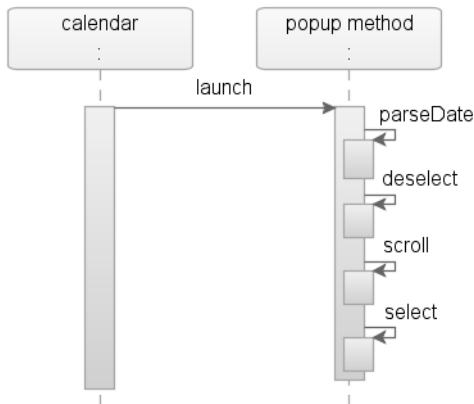 calendar
:
popup method
:
launch
parseDate
deselect
scroll
select